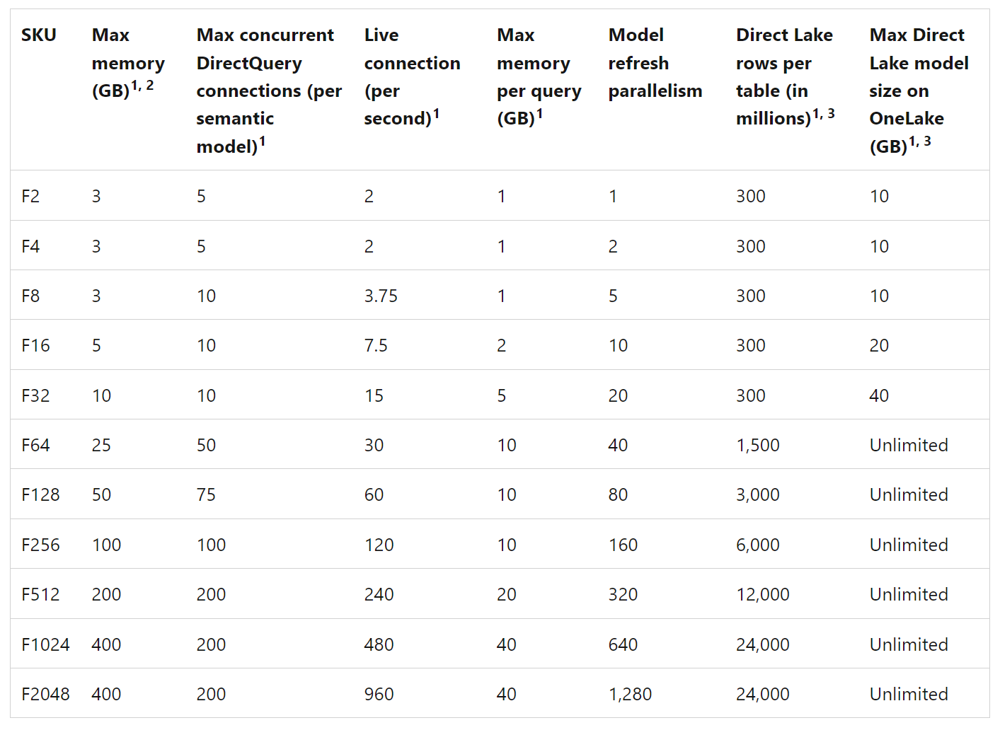 SKU Max Max concurrent Live Max Model Direct Lake Max Direct
memory DirectQuery connection memory refresh rows per Lake model
(GB)1, 2 connections (per (per per query parallelism table (in size on
semantic second)1 (GB)1 millions)1, 3 OneLake
model)1 (GB)1, 3
F2 3 5 2 1 1 300 10
F4 3 5 2 1 2 300 10
F8 3 10 3.75 1 5 300 10
F16 5 10 7.5 2 10 300 20
F32 10 10 15 5 20 300 40
F64 25 50 30 10 40 1,500 Unlimited
F128 50 75 60 10 80 3,000 Unlimited
F256 100 100 120 10 160 6,000 Unlimited
F512 200 200 240 20 320 12,000 Unlimited
F1024 400 200 480 40 640 24,000 Unlimited
F2048 400 200 960 40 1,280 24,000 Unlimited